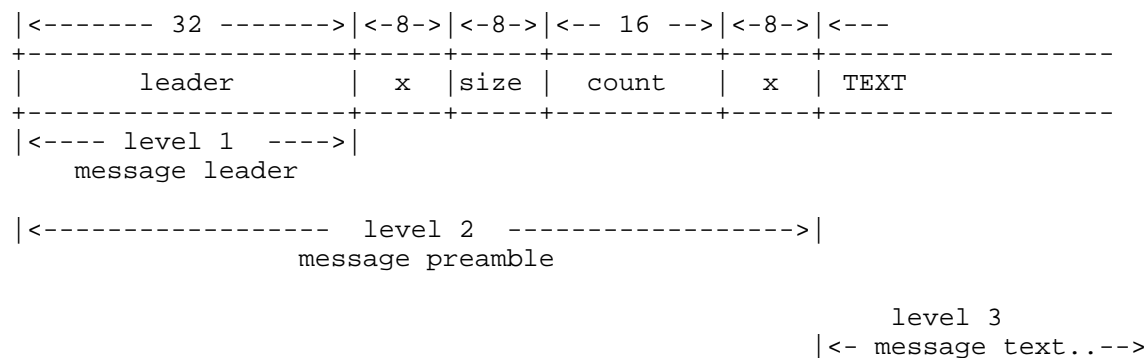 |<------- 32 ------->|<-8->|<-8->|<-- 16 -->|<-8->|<---
+--------------------+-----+-----+----------+-----+------------------
|       leader       |  x  |size |  count   |  x  | TEXT
+--------------------+-----+-----+----------+-----+------------------
|<---- level 1  ---->|
message leader
|<------------------  level 2  ------------------>|
message preamble
level 3
|<- message text..-->